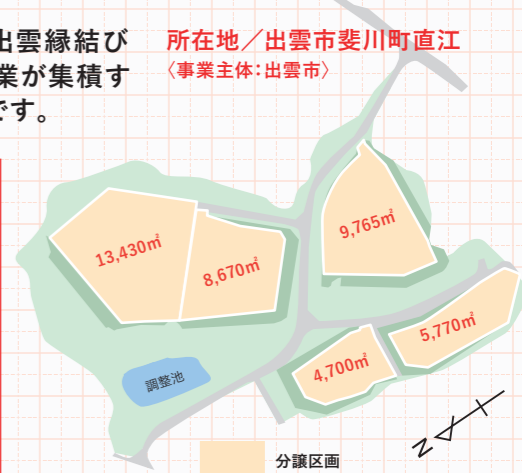 出雲縁結び
業が集積す
です。
所在地／出雲市斐川町直江
〈事業主体：出雲市〉
13,430㎡
8,670㎡
9,765㎡
4,700㎡
5,770㎡
調整池
分譲区画
N